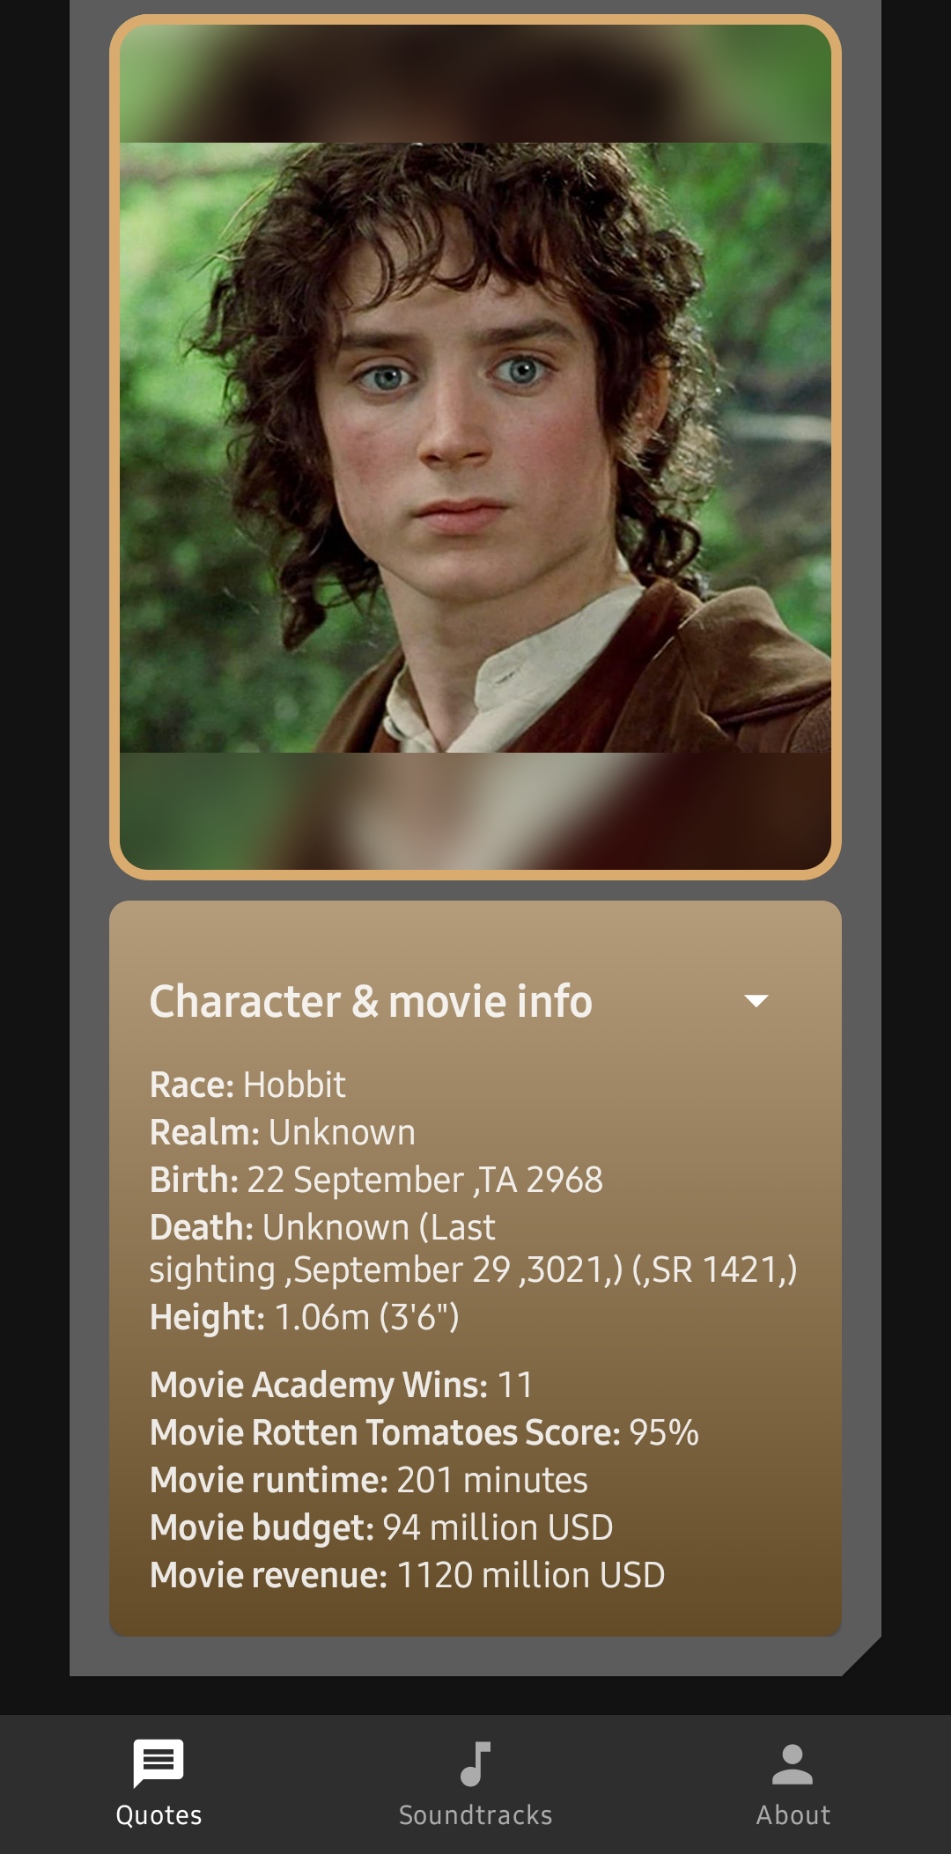 Character & movie info
Race: Hobbit
Realm: Unknown
Birth: 22 September ,TA 2968
Death: Unknown (Last
sighting ,September 29 ,3021,) (,SR 1421,)
Height: 1.06m (3'6")
Movie Academy Wins: 11
Movie Rotten Tomatoes Score: 95%
Movie runtime: 201 minutes
Movie budget: 94 million USD
Movie revenue: 1120 million USD
Quotes
Soundtracks
About